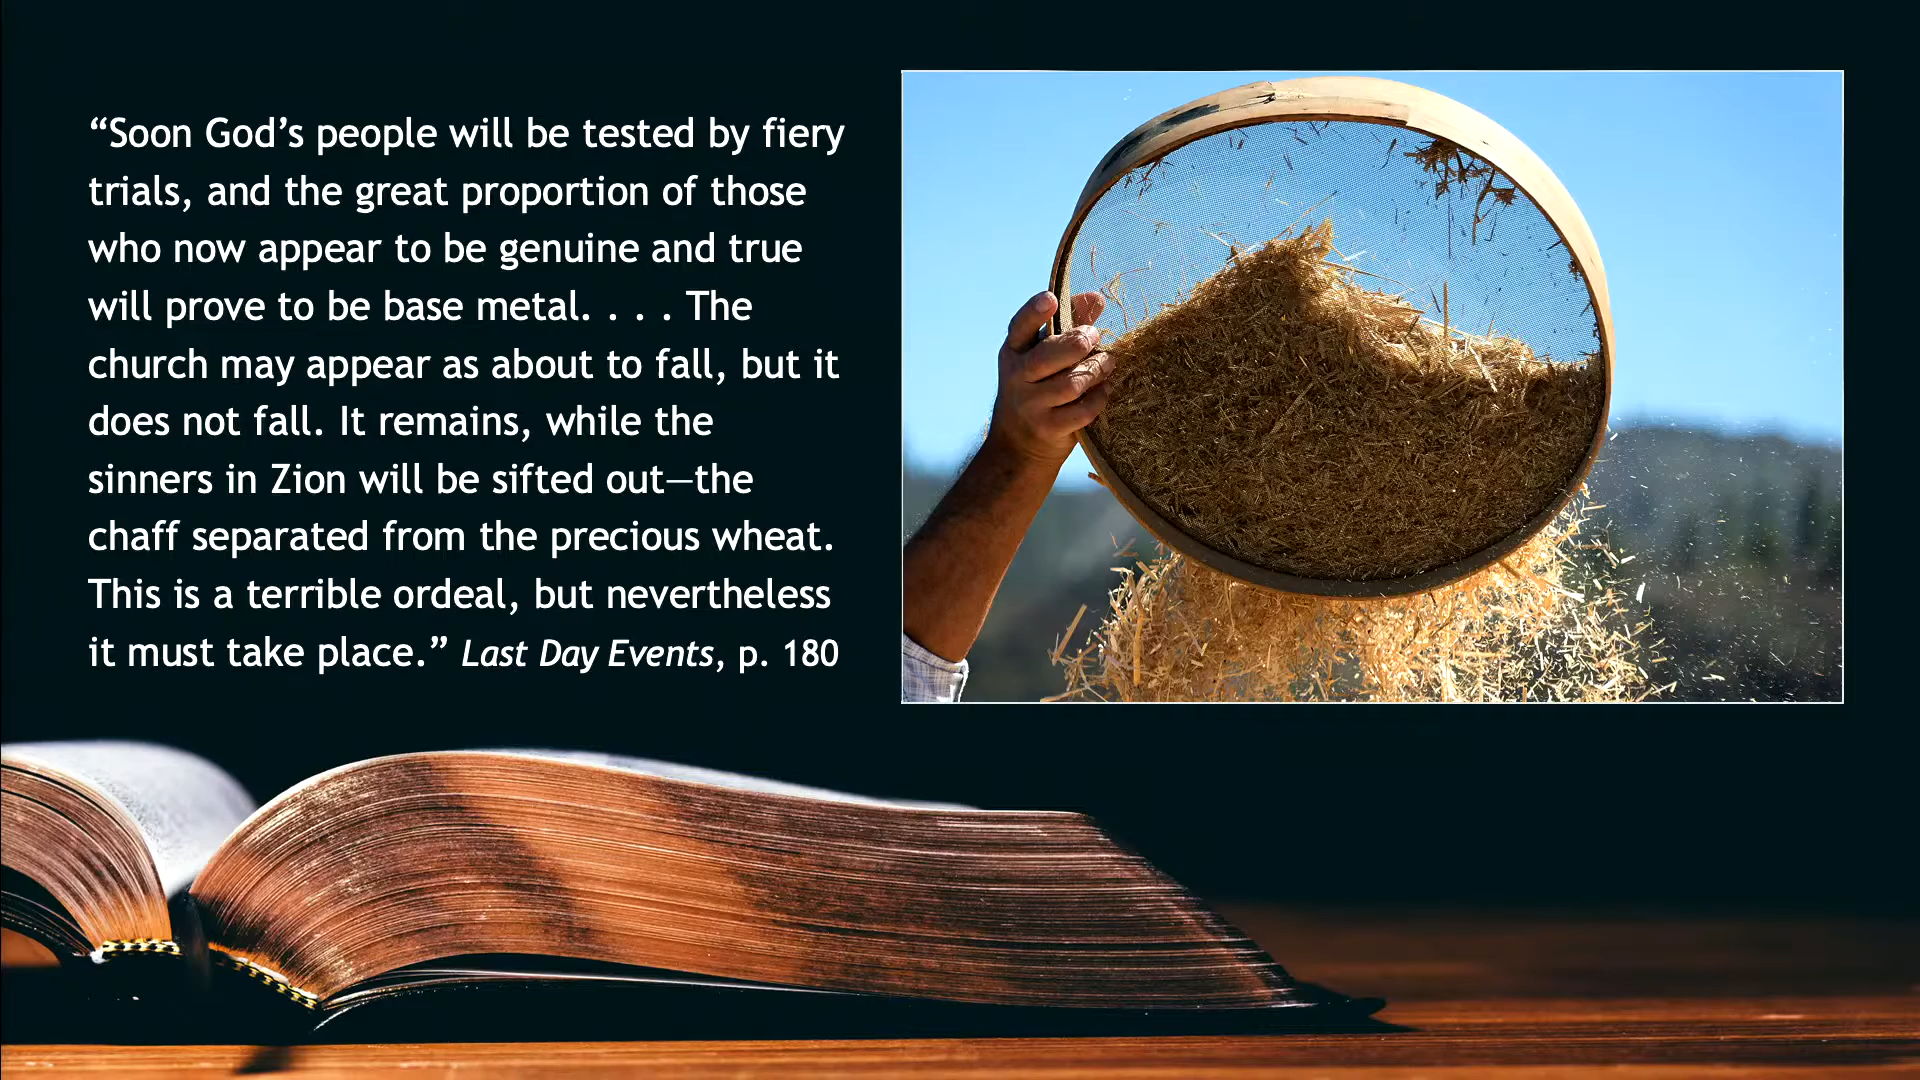 “Soon God’s people will be tested by fiery
trials, and the great proportion of those
who now appear to be genuine and true
will prove to be base metal. . . . The
church may appear as about to fall, but it
does not fall. It remains, while the
sinners in Zion will be sifted out—the
chaff separated from the precious wheat.
This is a terrible ordeal, but nevertheless
it must take place.” Last Day Events, p. 180